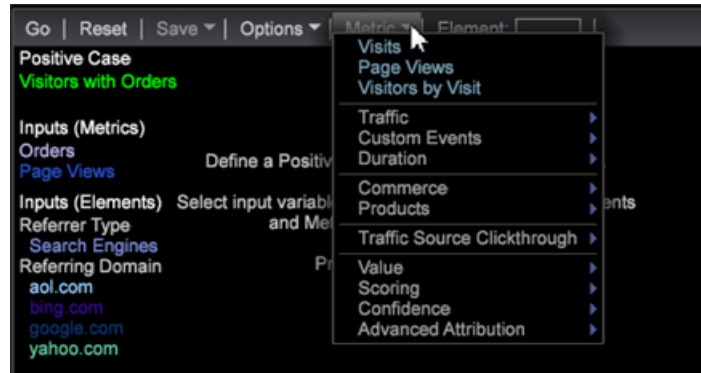 Go | Reset | Save | Options | Metric Element:
Positive Case
Visitors with Orders
Inputs (Metrics)
Orders
Page Views
Inputs (Elements)
Referrer Type
Search Engines
Referring Domain
aol.com
bing.com
google.com
yahoo.com
Define a Positiv
Select input variabl
ents
and Me
Pr
Visits
Page Views
Visitors by Visit
Traffic
Custom Events
Duration
Commerce
Products
Traffic Source Clickthrough
Value
Scoring
Confidence
Advanced Attribution